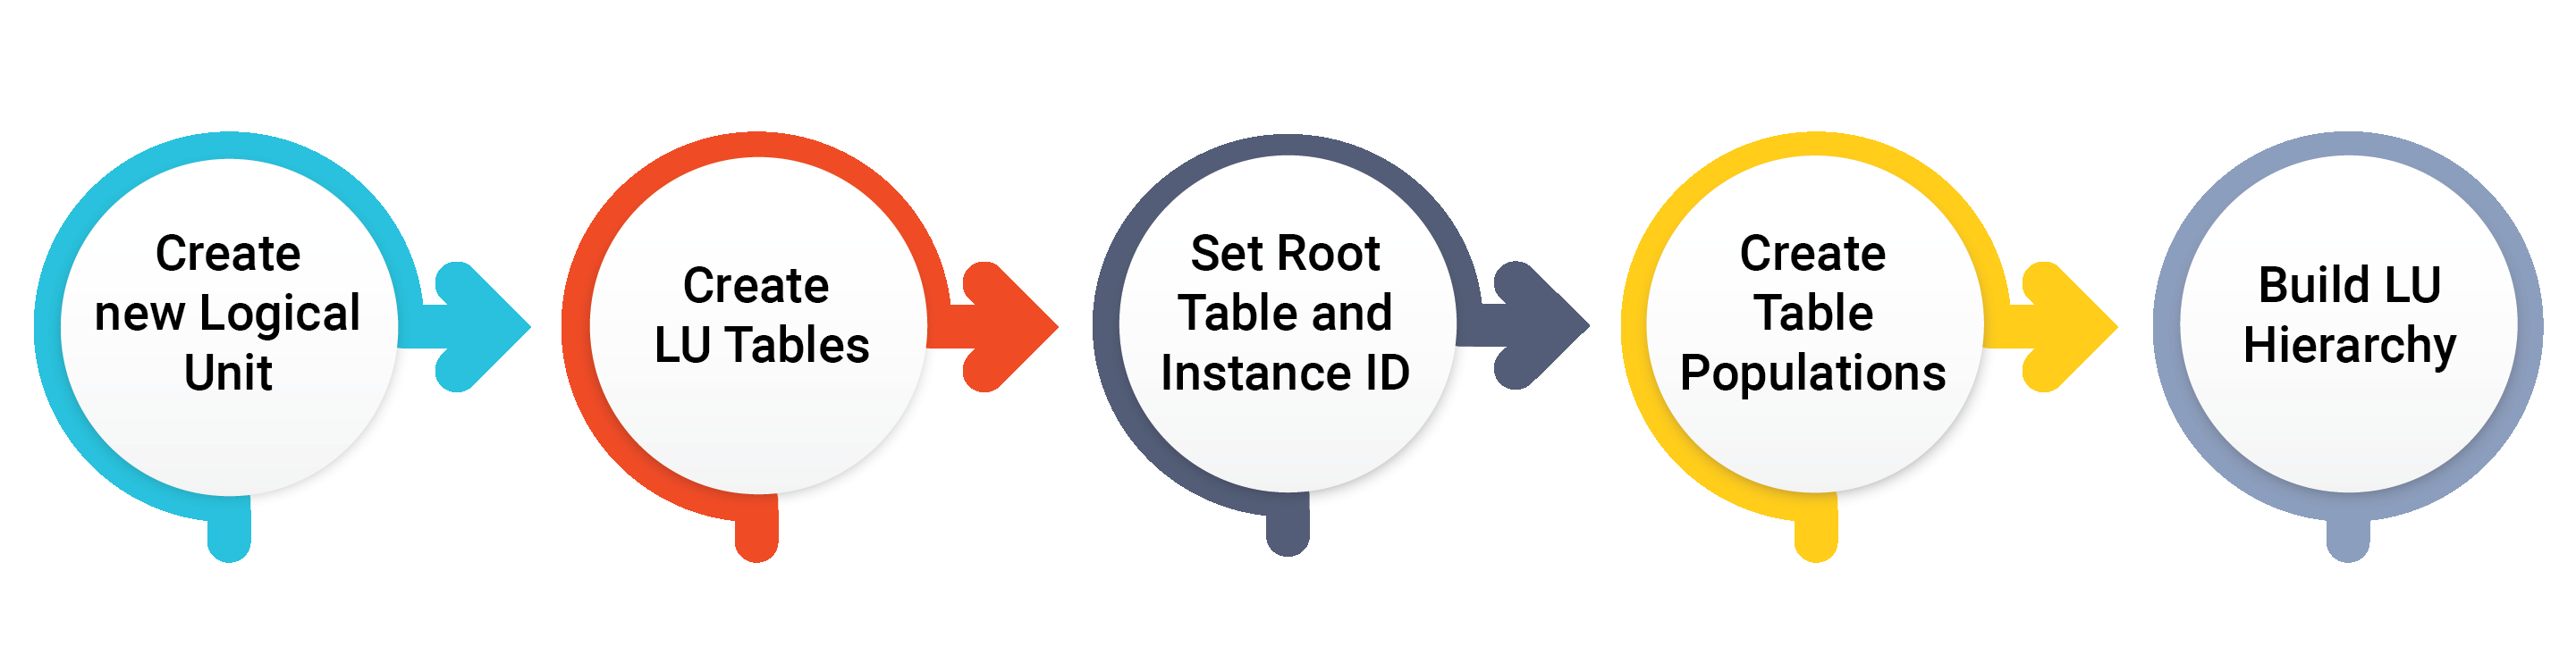 Create
new Logical
Unit
Create
LU Tables
Set Root
Table and
Instance ID
Create
Table
Populations
Build LU
Hierarchy